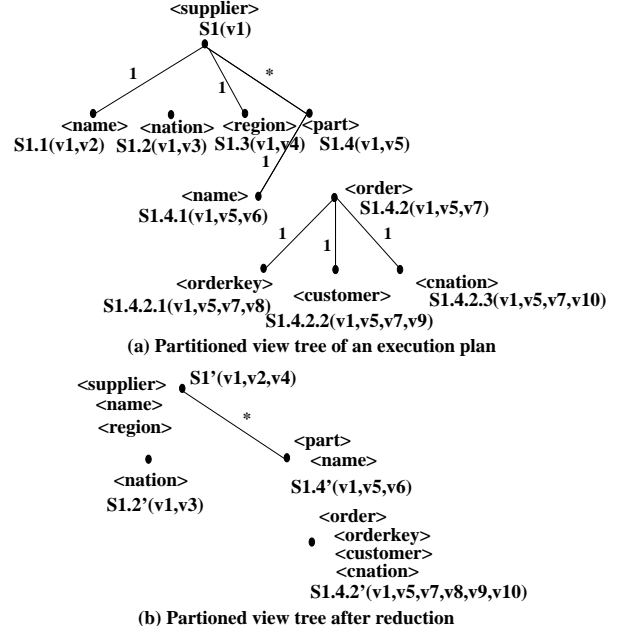 <supplier>
S1(v1)
1
1
*
<name>
<nation>
<region>
<part>
S1.1(v1,v2)
S1.2(v1,v3)
S1.3(v1,v4)
S1.4(v1,v5)
1
<name>
S1.4.1(v1,v5,v6)
<order>
S1.4.2(v1,v5,v7)
1
1
1
<orderkey>
S1.4.2.1(v1,v5,v7,v8)
<customer>
S1.4.2.2(v1,v5,v7,v9)
<cnation>
S1.4.2.3(v1,v5,v7,v10)
(a) Partitioned view tree of an execution plan
<supplier>
S1'(v1,v2,v4)
<name>
<region>
*
<part>
<name>
S1.4'(v1,v5,v6)
<nation>
S1.2'(v1,v3)
<order>
<orderkey>
<customer>
<cnation>
S1.4.2'(v1,v5,v7,v8,v9,v10)
(b) Partioned view tree after reduction